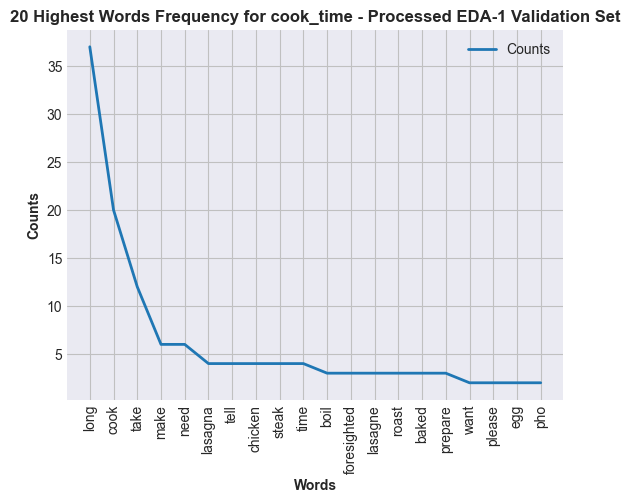 20 Highest Words Frequency for cook_time - Processed EDA-1 Validation Set
Counts
Counts
35
30
25
20
15
10
5
long
cook
take
make
need
lasagna
tell
chicken
steak
time
boil
foresighted
lasagne
roast
baked
prepare
want
please
egg
pho
Words